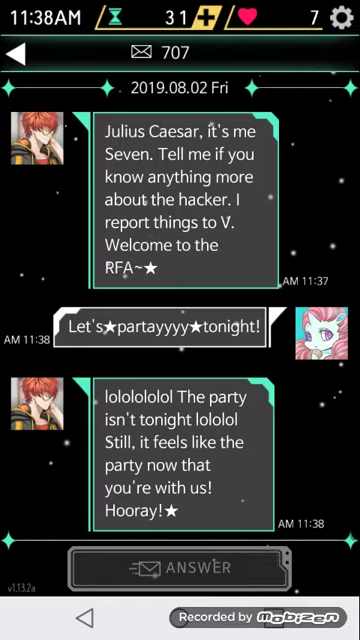 11:38AM 31 7
707
2019.08.02 Fri
Julius Caesar, it's me
Seven. Tell me if you
know anything more
about the hacker. I
report things to V.
Welcome to the
RFA~★
AM 11:37
Let's★partayyyy★tonight!
AM 11:38
lolololololol The party
isn't tonight lololol
Still, it feels like the
party now that
you're with us!
Hooray!★
AM 11:38
ANSWER
v1.13.2a
Recorded by Mobizen